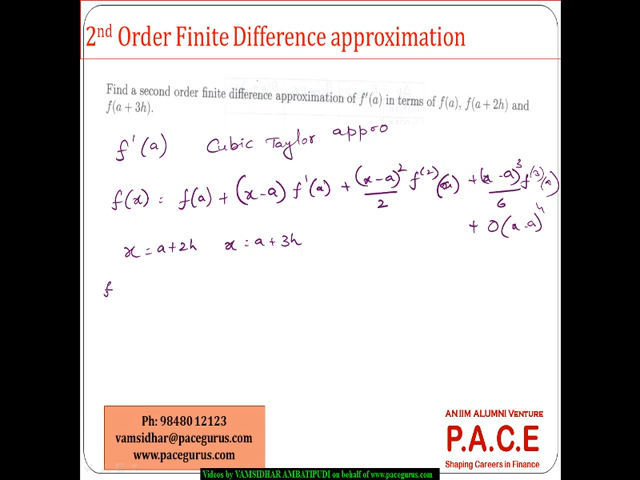 2nd Order Finite Difference approximation
Find a second order finite difference approximation of f′(a) in terms of f(a), f(a + 2h) and
f(a + 3h).
f'(a) Cubic Taylor appro
f(x) = f(a) + (x-a) f'(a) + (x-a)^2/2 f^(2)(a) + (x-a)^3/6 f^(3)(a)
+ O(a-a)^4
x = a+2h x = a+3h
f
Ph: 98480 12123
vamsidhar@pacegurus.com
www.pacegurus.com
AN IIM ALUMNI VENTURE
P.A.C.E
Shaping Careers in Finance
Videos by VAMSIDHAR AMBATIPUDI on behalf of www.pacegurus.com